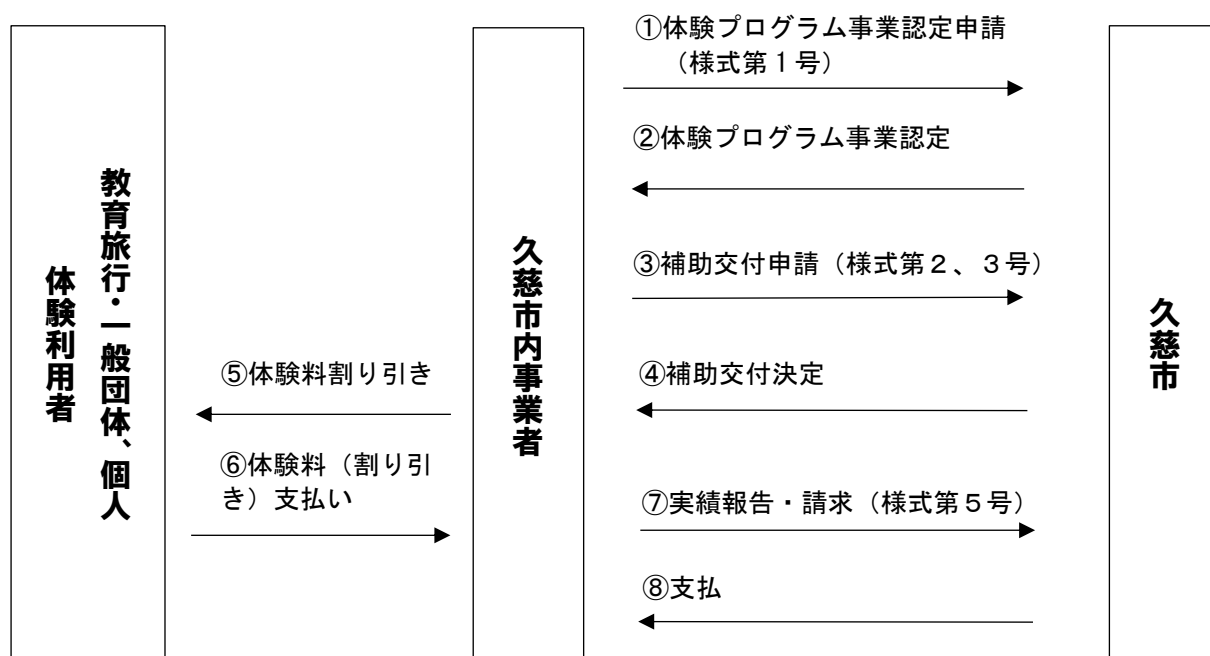 教育旅行・一般団体、個人
体験利用者
⑤体験料割り引き
⑥体験料（割り引
き）支払い
久慈市内事業者
①体験プログラム事業認定申請
（様式第１号）
②体験プログラム事業認定
③補助交付申請（様式第２、３号）
④補助交付決定
⑦実績報告・請求（様式第５号）
⑧支払
久慈市